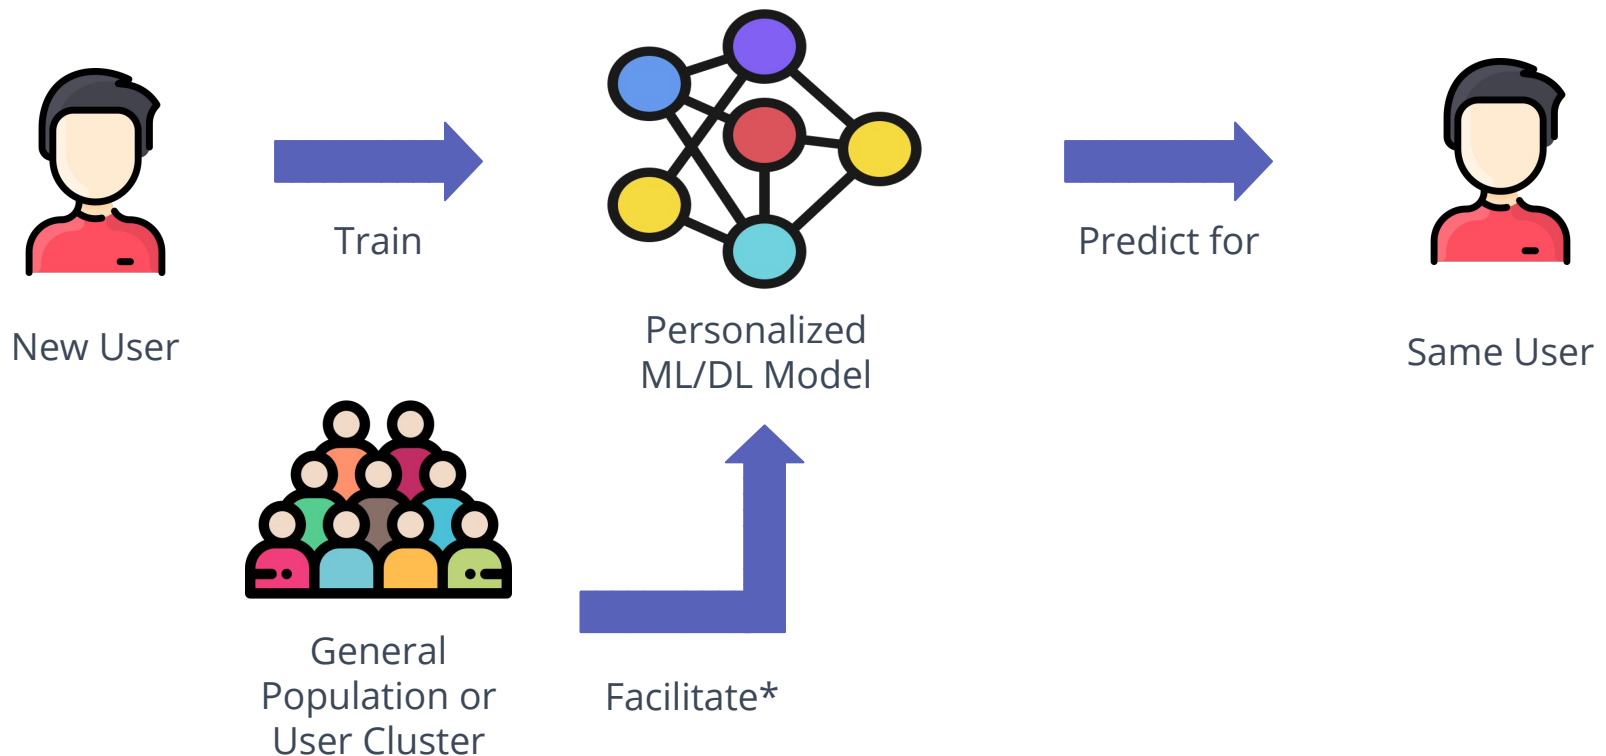 Train
Predict for
New User
Personalized
ML/DL Model
Same User
General
Population or
User Cluster
Facilitate*